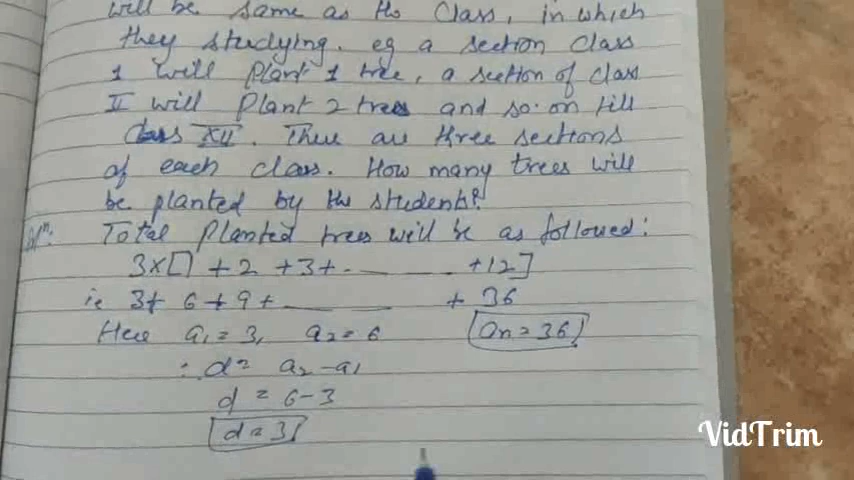 will be same as the Class, in which
they studying. eg a section Class
1 will Plant 1 tree, a section of class
II will Plant 2 trees and so on till
Class XII. There are three sections
of each class. How many trees will
be planted by the students?
Solⁿ: Total Planted trees will be as followed:
3×[1 + 2 + 3 + - _ _ _ +12]
ie 3+ 6 + 9 + _ _ _ + 36
Here a₁ = 3, a₂ = 6 an = 36
∴ d = a₂ - a₁
d = 6 - 3
d = 3
VidTrim